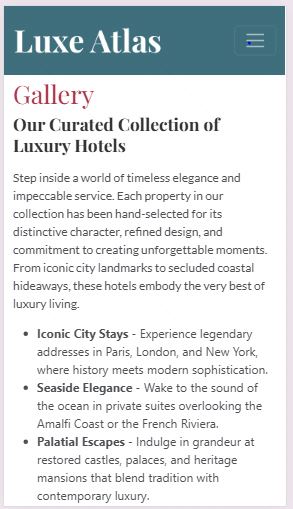 Luxe Atlas
Gallery
Our Curated Collection of
Luxury Hotels
Step inside a world of timeless elegance and
impeccable service. Each property in our
collection has been hand-selected for its
distinctive character, refined design, and
commitment to creating unforgettable moments.
From iconic city landmarks to secluded coastal
hideaways, these hotels embody the very best of
luxury living.
• Iconic City Stays - Experience legendary
addresses in Paris, London, and New York,
where history meets modern sophistication.
• Seaside Elegance - Wake to the sound of
the ocean in private suites overlooking the
Amalfi Coast or the French Riviera.
• Palatial Escapes - Indulge in grandeur at
restored castles, palaces, and heritage
mansions that blend tradition with
contemporary luxury.